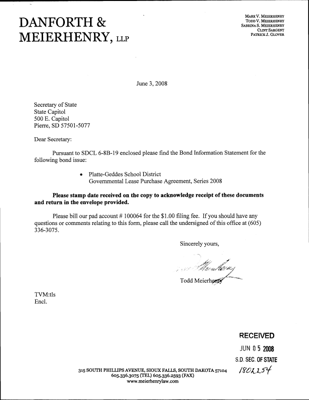 DANFORTH &
MEIERHENRY, LLP
MARK V. MEIERHENRY
TODD V. MEIERHENRY
SABRINA S. MEIERHENRY
CLINT SARGENT
PATRICK J. GLOVER
June 3, 2008
Secretary of State
State Capitol
500 E. Capitol
Pierre, SD 57501-5077
Dear Secretary:
Pursuant to SDCL 6-8B-19 enclosed please find the Bond Information Statement for the
following bond issue:
• Platte-Geddes School District
Governmental Lease Purchase Agreement, Series 2008
Please stamp date received on the copy to acknowledge receipt of these documents
and return in the envelope provided.
Please bill our pad account # 100064 for the $1.00 filing fee. If you should have any
questions or comments relating to this form, please call the undersigned of this office at (605)
336-3075.
Sincerely yours,
Todd Meierhenry
TVM:tls
Encl.
RECEIVED
JUN 05 2008
S.D. SEC. OF STATE
1802254
315 SOUTH PHILLIPS AVENUE, SIOUX FALLS, SOUTH DAKOTA 57104
605.336.3075 (TEL) 605.336.2593 (FAX)
www.meierhenrylaw.com